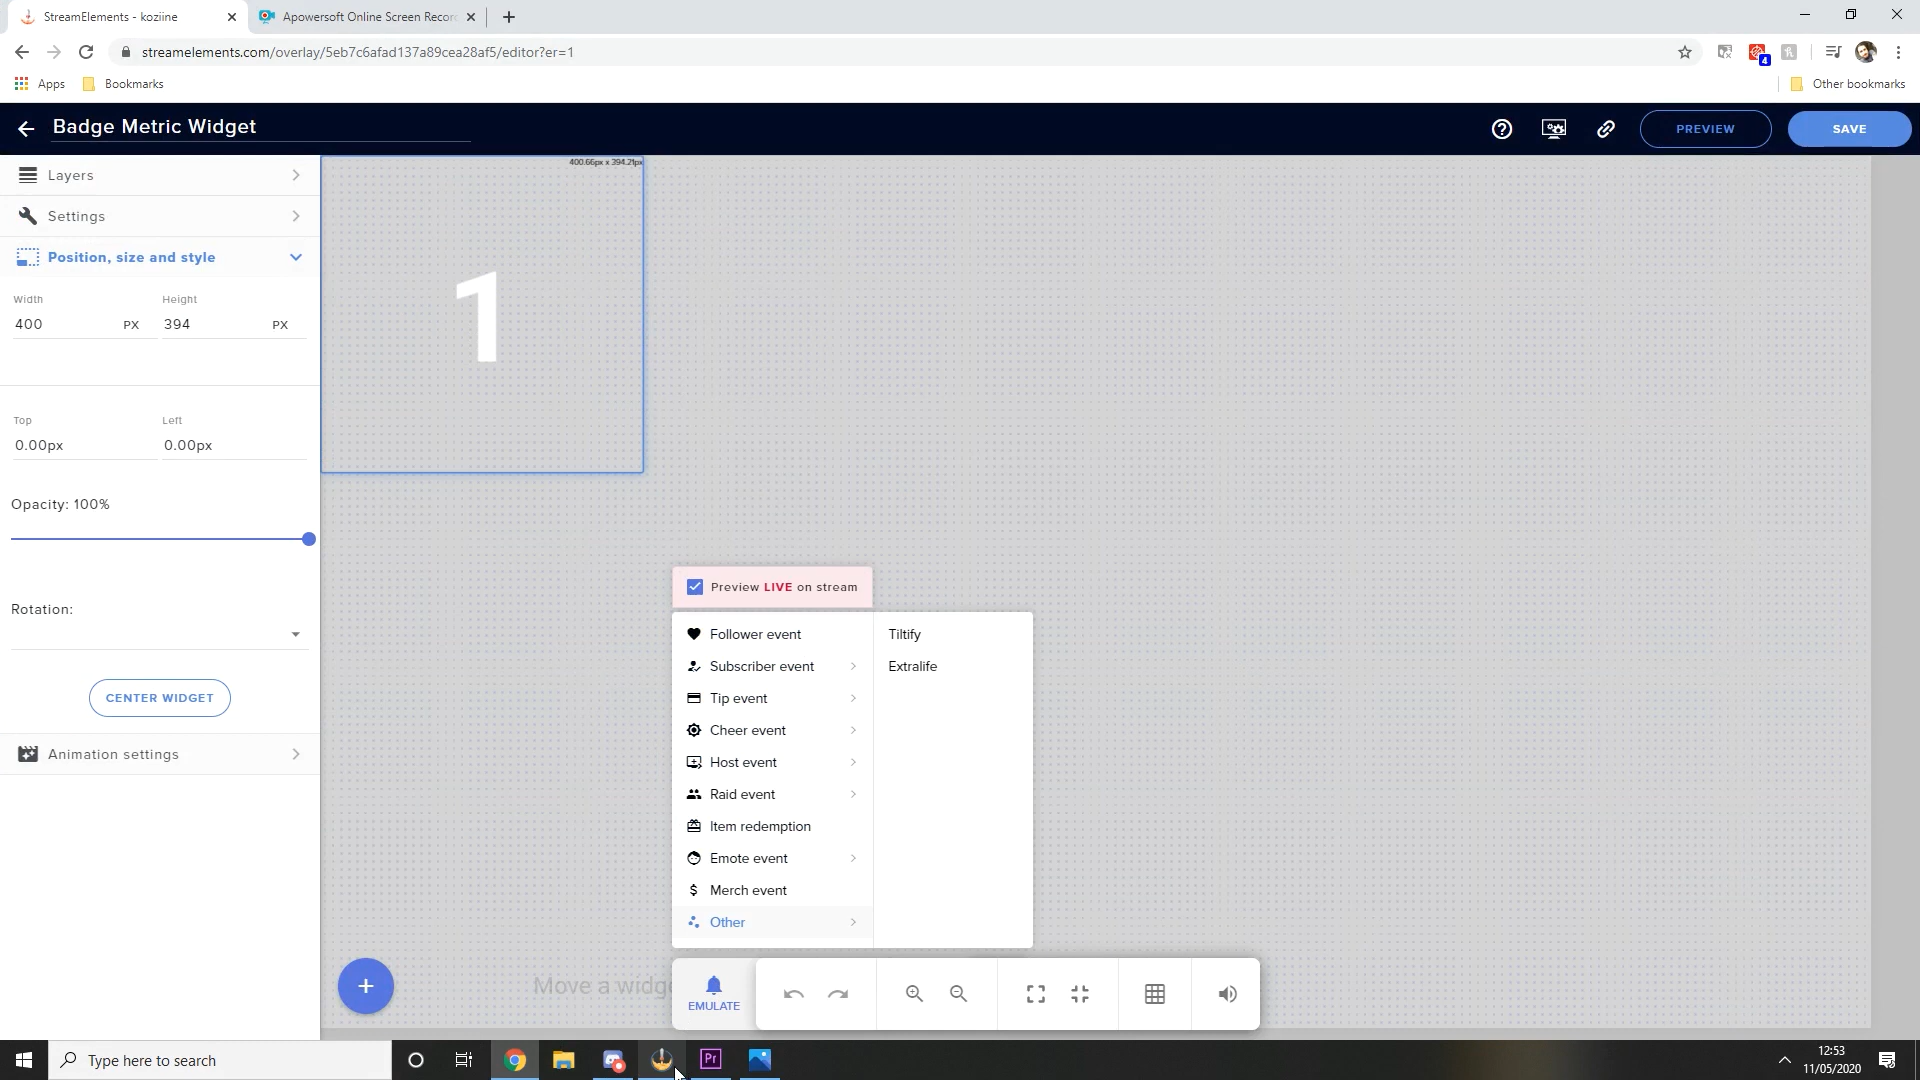 StreamElements - koziine
Apowersoft Online Screen Recor
streamelements.com/overlay/5eb7c6afad137a89cea28af5/editor?er=1
4
Apps
Bookmarks
Other bookmarks
Badge Metric Widget
PREVIEW
SAVE
Layers
Settings
Position, size and style
Width
Height
400 PX
394 PX
Top
Left
0.00px
0.00px
Opacity: 100%
Rotation:
CENTER WIDGET
Animation settings
400.66px x 394.21px
1
Preview LIVE on stream
Follower event
Subscriber event
Tip event
Cheer event
Host event
Raid event
Item redemption
Emote event
Merch event
Other
Tiltify
Extralife
Move a widge
EMULATE
Type here to search
Pr
12:53
11/05/2020